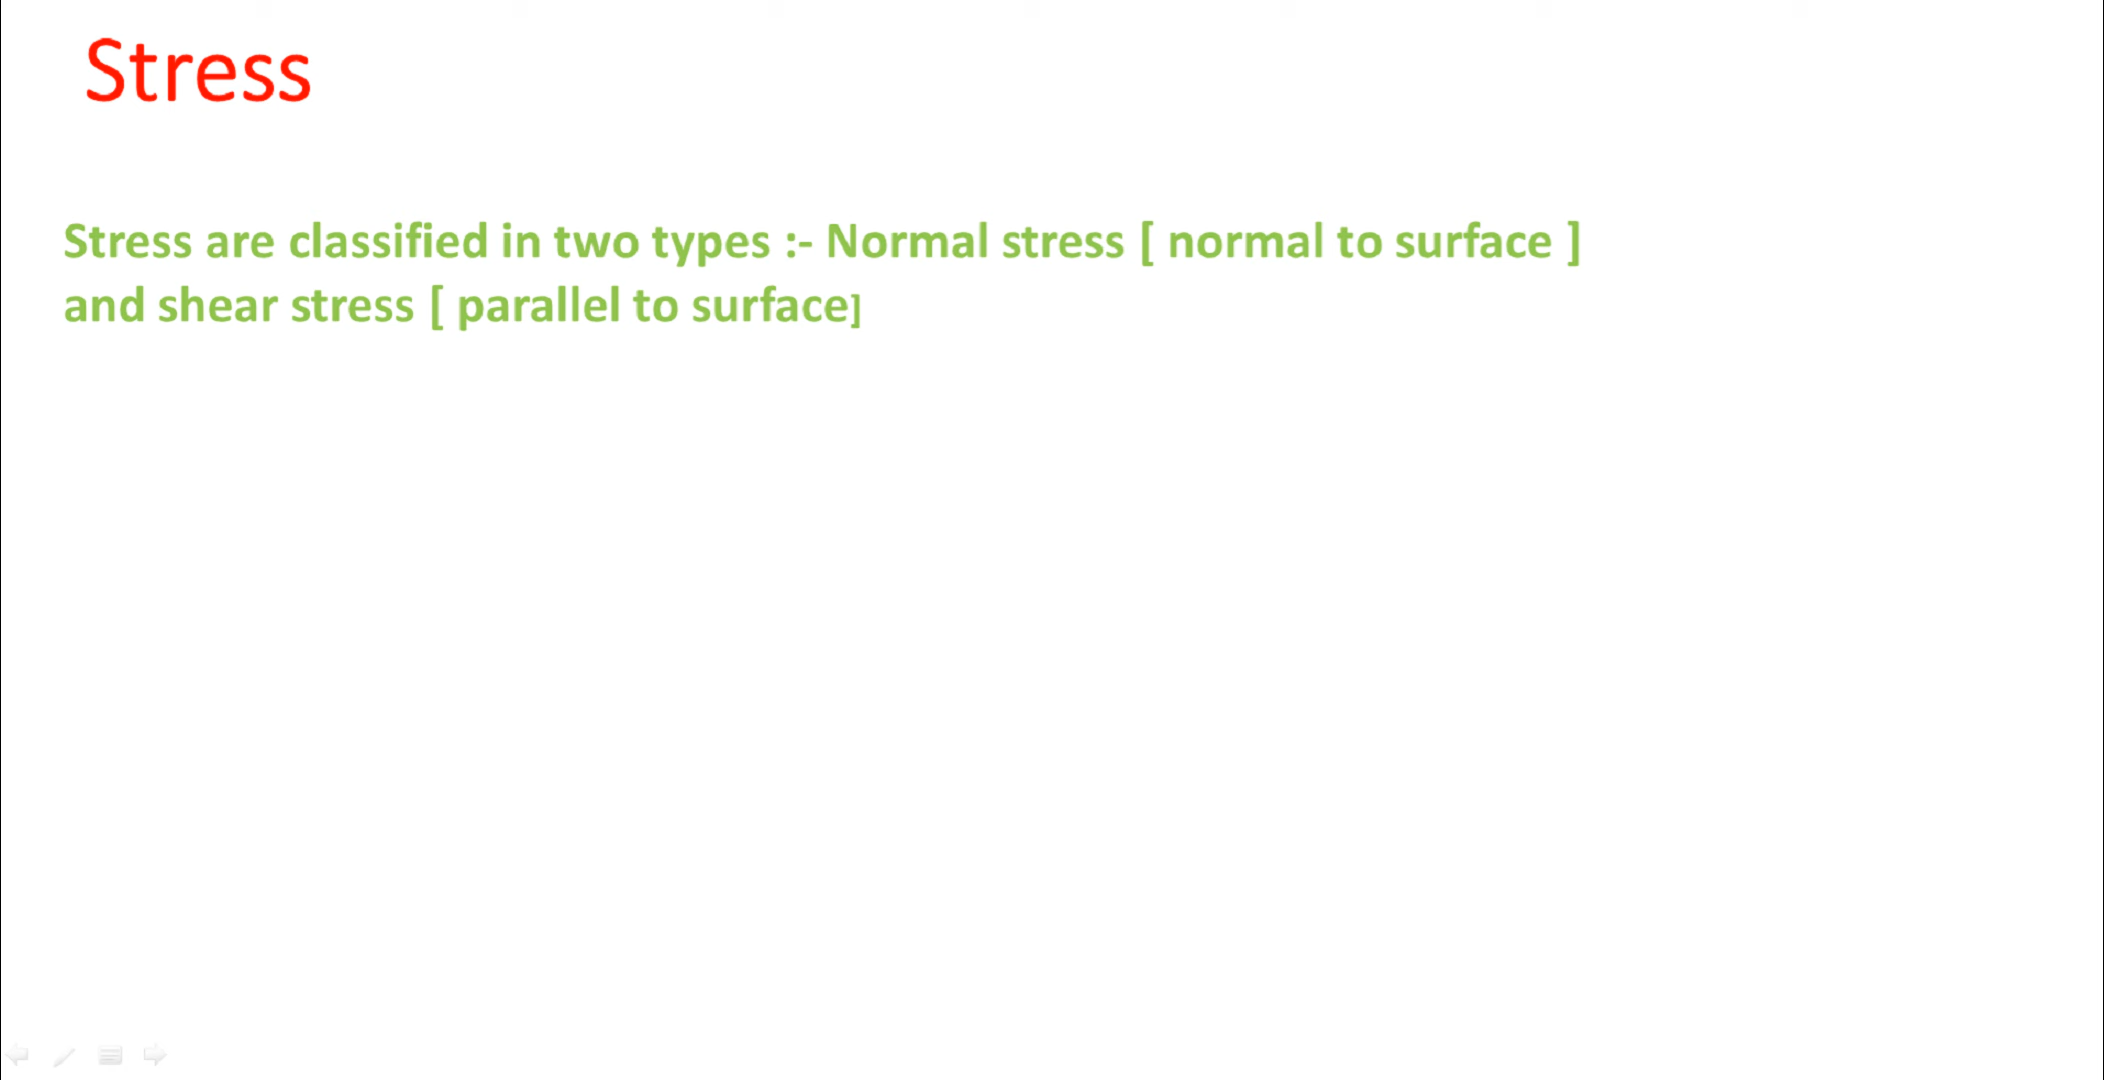 Stress
Stress are classified in two types :- Normal stress [ normal to surface ]
and shear stress [ parallel to surface]